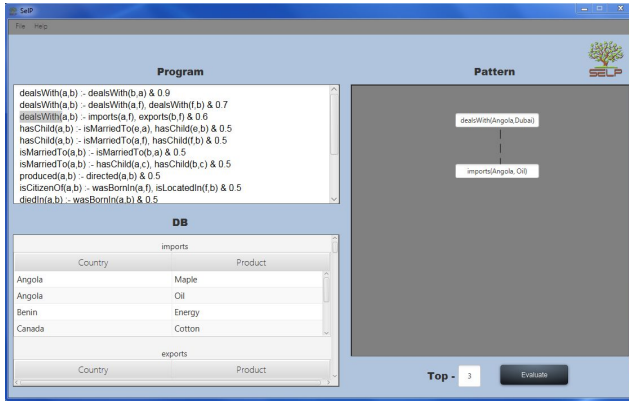 SelP
File Help
SELP
Program
Pattern
dealsWith(a,b) :- dealsWith(b,a) & 0.9
dealsWith(a,b) :- dealsWith(a,f), dealsWith(f,b) & 0.7
dealsWith(a,b) :- imports(a,f), exports(b,f) & 0.6
hasChild(a,b) :- isMarriedTo(e,a), hasChild(e,b) & 0.5
hasChild(a,b) :- isMarriedTo(a,f), hasChild(f,b) & 0.5
isMarriedTo(a,b) :- isMarriedTo(b,a) & 0.5
isMarriedTo(a,b) :- hasChild(a,c), hasChild(b,c) & 0.5
produced(a,b) :- directed(a,b) & 0.5
isCitizenOf(a,b) :- wasBornIn(a,f), isLocatedIn(f,b) & 0.5
diedIn(a,b) :- wasBornIn(a,b) & 0.5
dealsWith(Angola,Dubai)
imports(Angola, Oil)
DB
imports
Country Product
Angola Maple
Angola Oil
Benin Energy
Canada Cotton
exports
Country Product
Top - 3 Evaluate